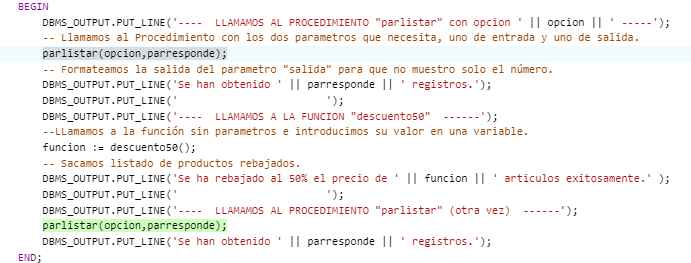 BEGIN
DBMS_OUTPUT.PUT_LINE('---- LLAMAMOS AL PROCEDIMIENTO "parlistar" con opcion ' || opcion || ' -----');
-- Llamamos al Procedimiento con los dos parametros que necesita, uno de entrada y uno de salida.
parlistar(opcion,parresponde);
-- Formateamos la salida del parametro "salida" para que no muestro solo el número.
DBMS_OUTPUT.PUT_LINE('Se han obtenido ' || parresponde || ' registros.');
DBMS_OUTPUT.PUT_LINE('                        ');
DBMS_OUTPUT.PUT_LINE('---- LLAMAMOS A LA FUNCION "descuento50"  ------');
--LLamamos a la función sin parametros e introducimos su valor en una variable.
funcion := descuento50();
-- Sacamos listado de productos rebajados.
DBMS_OUTPUT.PUT_LINE('Se ha rebajado al 50% el precio de ' || funcion || ' articulos exitosamente.' );
DBMS_OUTPUT.PUT_LINE('                        ');
DBMS_OUTPUT.PUT_LINE('---- LLAMAMOS AL PROCEDIMIENTO "parlistar" (otra vez)  ------');
parlistar(opcion,parresponde);
DBMS_OUTPUT.PUT_LINE('Se han obtenido ' || parresponde || ' registros.');
END;